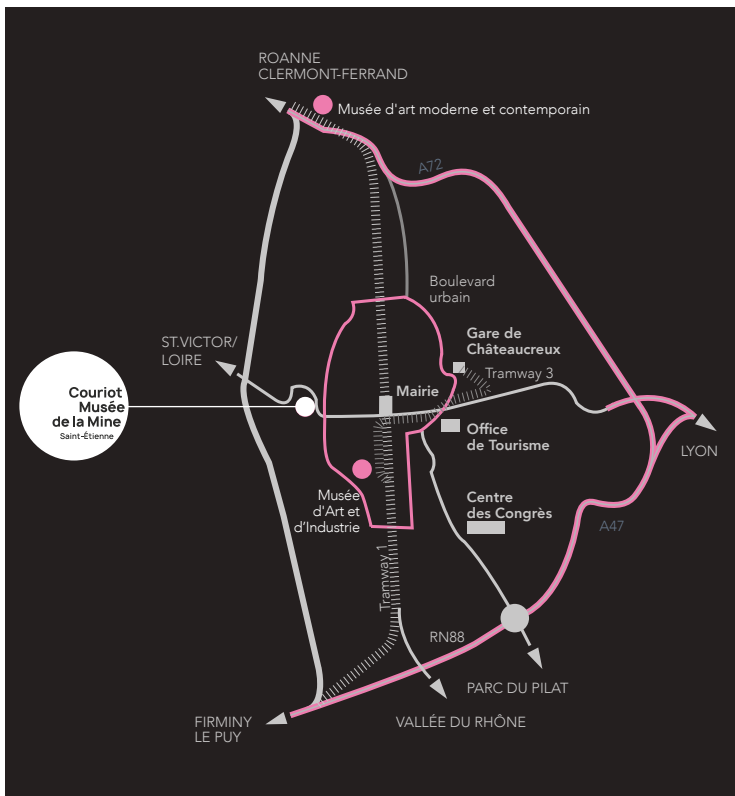 ROANNE
CLERMONT-FERRAND
Musée d'art moderne et contemporain
A72
Boulevard
urbain
ST.VICTOR/
LOIRE
Gare de
Châteaucreux
Tramway 3
Couriot
Musée
de la Mine
Saint-Étienne
Mairie
Office
de Tourisme
LYON
Musée
d'Art et
d'Industrie
Centre
des Congrès
A47
Tramway 1
RN88
PARC DU PILAT
FIRMINY
LE PUY
VALLÉE DU RHÔNE